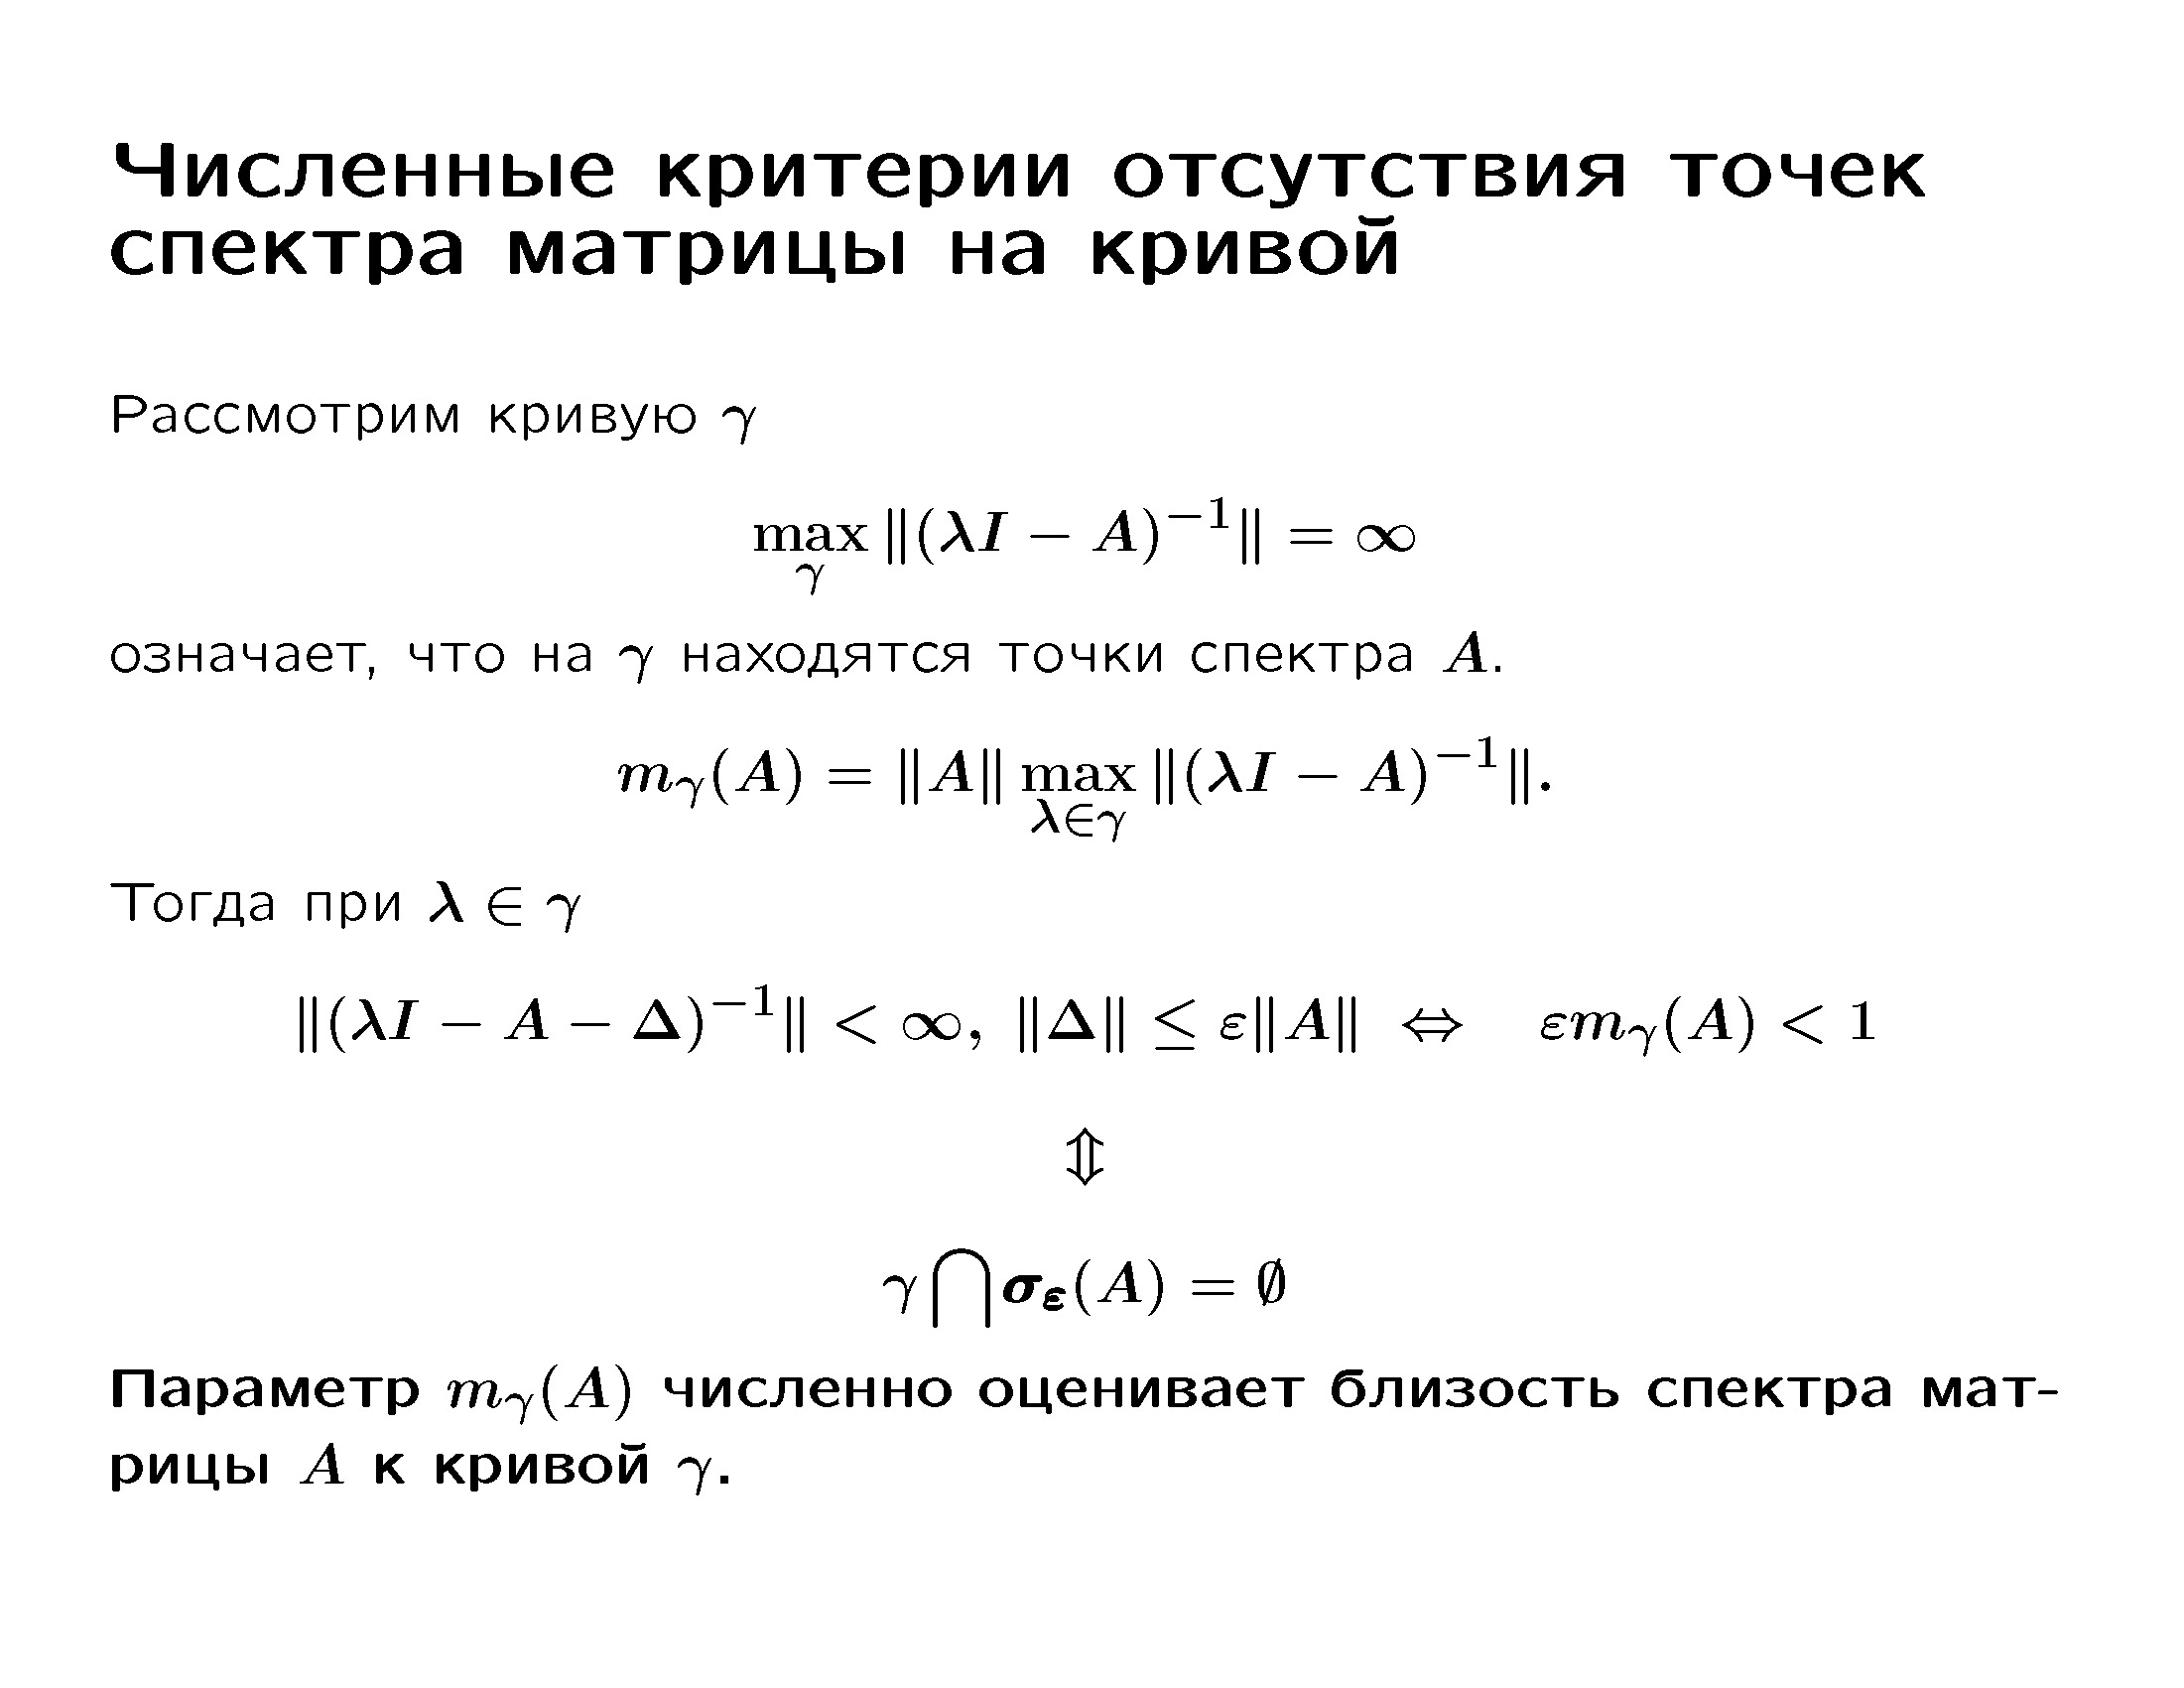 Численные критерии отсутствия точек
спектра матрицы на кривой
Рассмотрим кривую γ
max_γ ‖(λI − A)^{−1}‖ = ∞
означает, что на γ находятся точки спектра A.
m_γ(A) = ‖A‖ max_{λ∈γ} ‖(λI − A)^{−1}‖.
Тогда при λ ∈ γ
‖(λI − A − Δ)^{−1}‖ < ∞, ‖Δ‖ ≤ ε‖A‖ ⇔ εm_γ(A) < 1
⇕
γ ⋂ σ_ε(A) = ∅
Параметр m_γ(A) численно оценивает близость спектра мат-
рицы A к кривой γ.